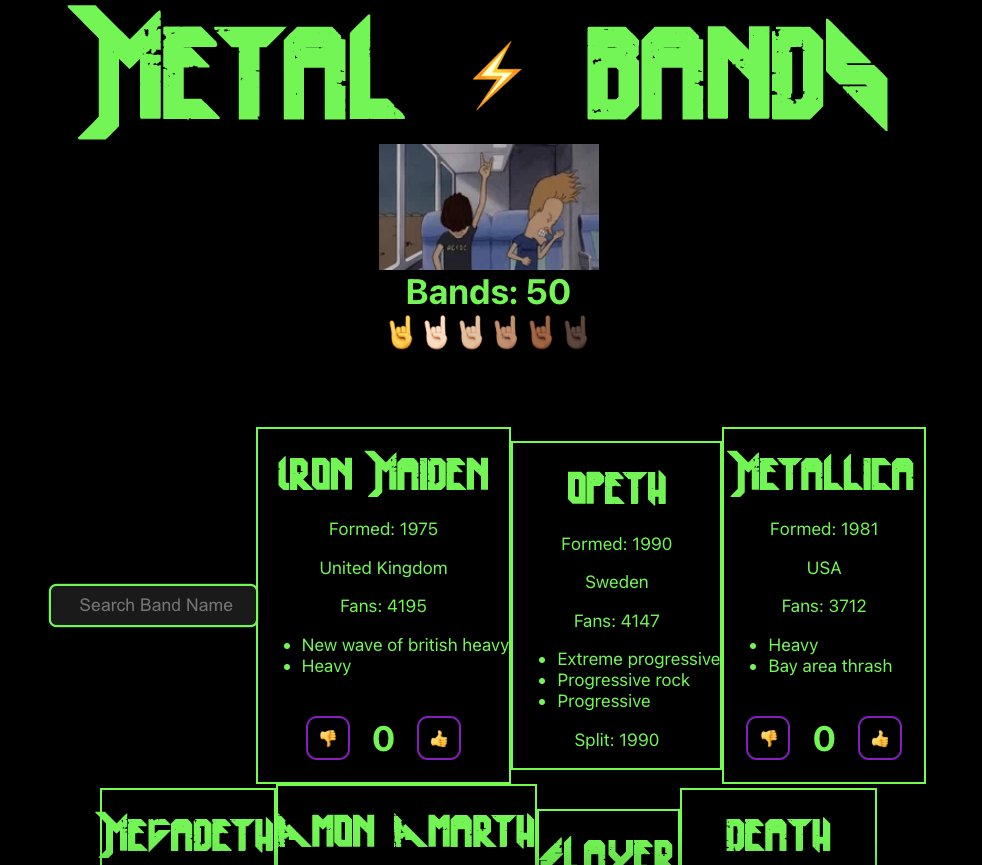 METAL ⚡ BANDS
AC/DC
Bands: 50
🤘🤘🏻🤘🏼🤘🏽🤘🏾🤘🏿
Search Band Name
IRON MAIDEN
Formed: 1975
United Kingdom
Fans: 4195
• New wave of british heavy
• Heavy
👎 0 👍
OPETH
Formed: 1990
Sweden
Fans: 4147
• Extreme progressive
• Progressive rock
• Progressive
Split: 1990
METALLICA
Formed: 1981
USA
Fans: 3712
• Heavy
• Bay area thrash
👎 0 👍
MEGADETH
AMON AMARTH
SLAYER
DEATH